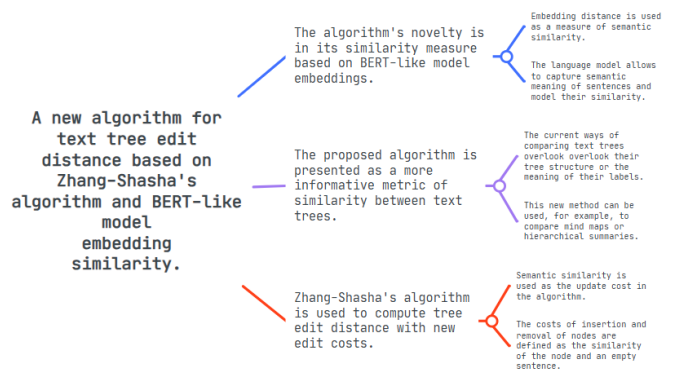 A new algorithm for
text tree edit
distance based on
Zhang-Shasha's
algorithm and BERT-like
model
embedding
similarity.
The algorithm's novelty is
in its similarity measure
based on BERT-like model
embeddings.
Embedding distance is used
as a measure of semantic
similarity.
The language model allows
to capture semantic
meaning of sentences and
model their similarity.
The proposed algorithm is
presented as a more
informative metric of
similarity between text
trees.
The current ways of
comparing text trees
overlook overlook their
tree structure or the
meaning of their labels.
This new method can be
used, for example, to
compare mind maps or
hierarchical summaries.
Zhang-Shasha's algorithm
is used to compute tree
edit distance with new
edit costs.
Semantic similarity is
used as the update cost in
the algorithm.
The costs of insertion and
removal of nodes are
defined as the similarity
of the node and an empty
sentence.